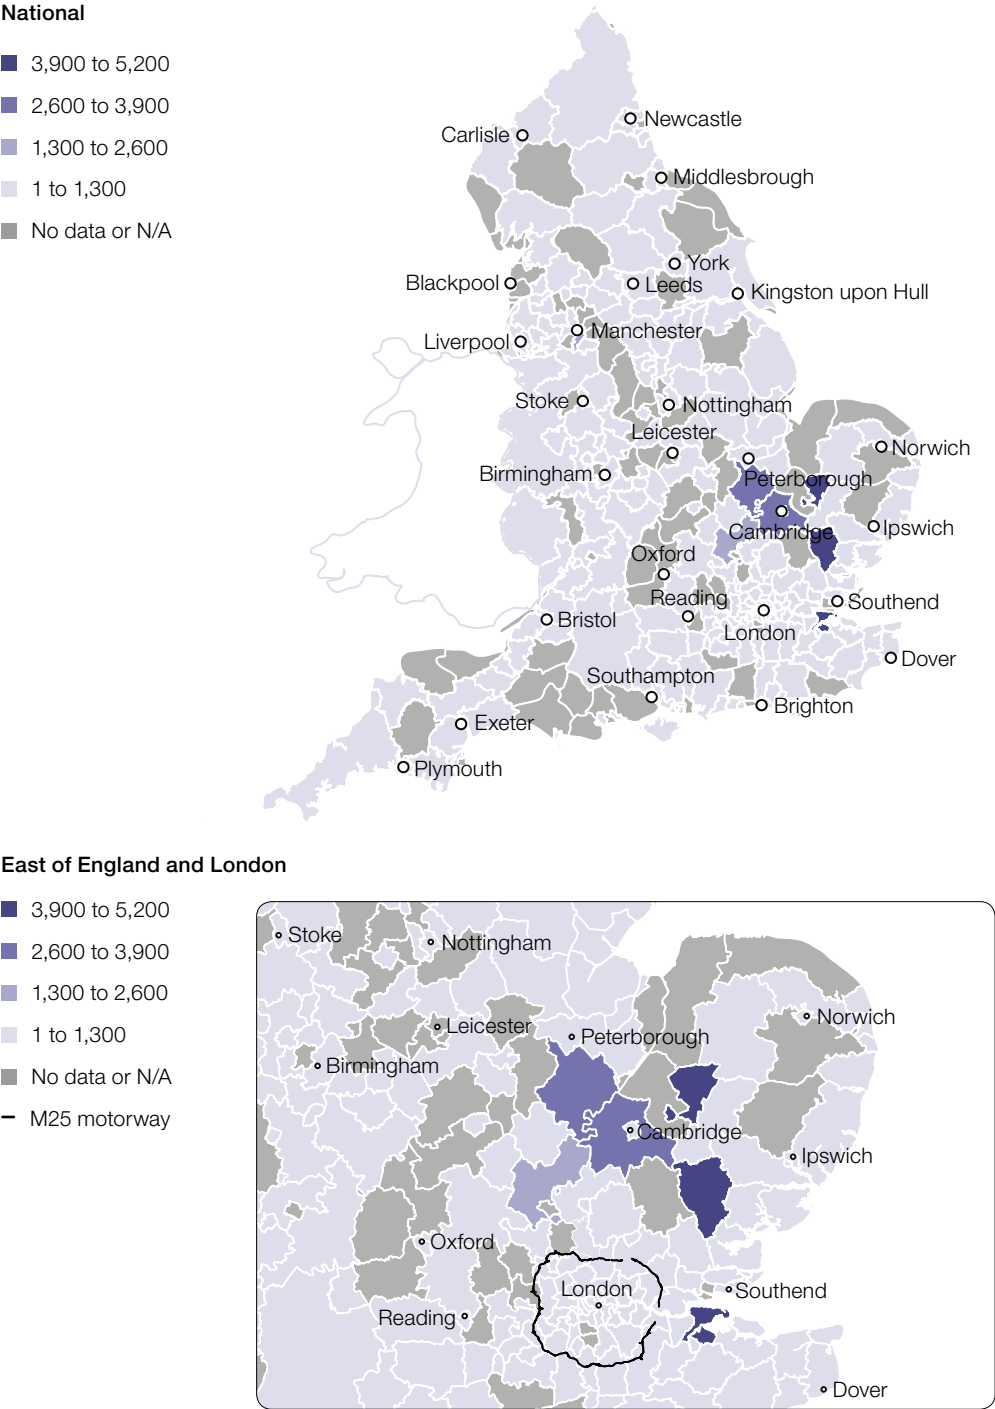 National
3,900 to 5,200
2,600 to 3,900
1,300 to 2,600
1 to 1,300
No data or N/A
Newcastle
Carlisle
Middlesbrough
York
Blackpool
Leeds
Kingston upon Hull
Manchester
Liverpool
Stoke
Nottingham
Leicester
Norwich
Birmingham
Peterborough
Ipswich
Cambridge
Oxford
Reading
Southend
Bristol
London
Dover
Southampton
Brighton
Exeter
Plymouth
East of England and London
3,900 to 5,200
2,600 to 3,900
1,300 to 2,600
1 to 1,300
No data or N/A
M25 motorway
Stoke
Nottingham
Norwich
Leicester
Peterborough
Birmingham
Cambridge
Ipswich
Oxford
London
Southend
Reading
Dover